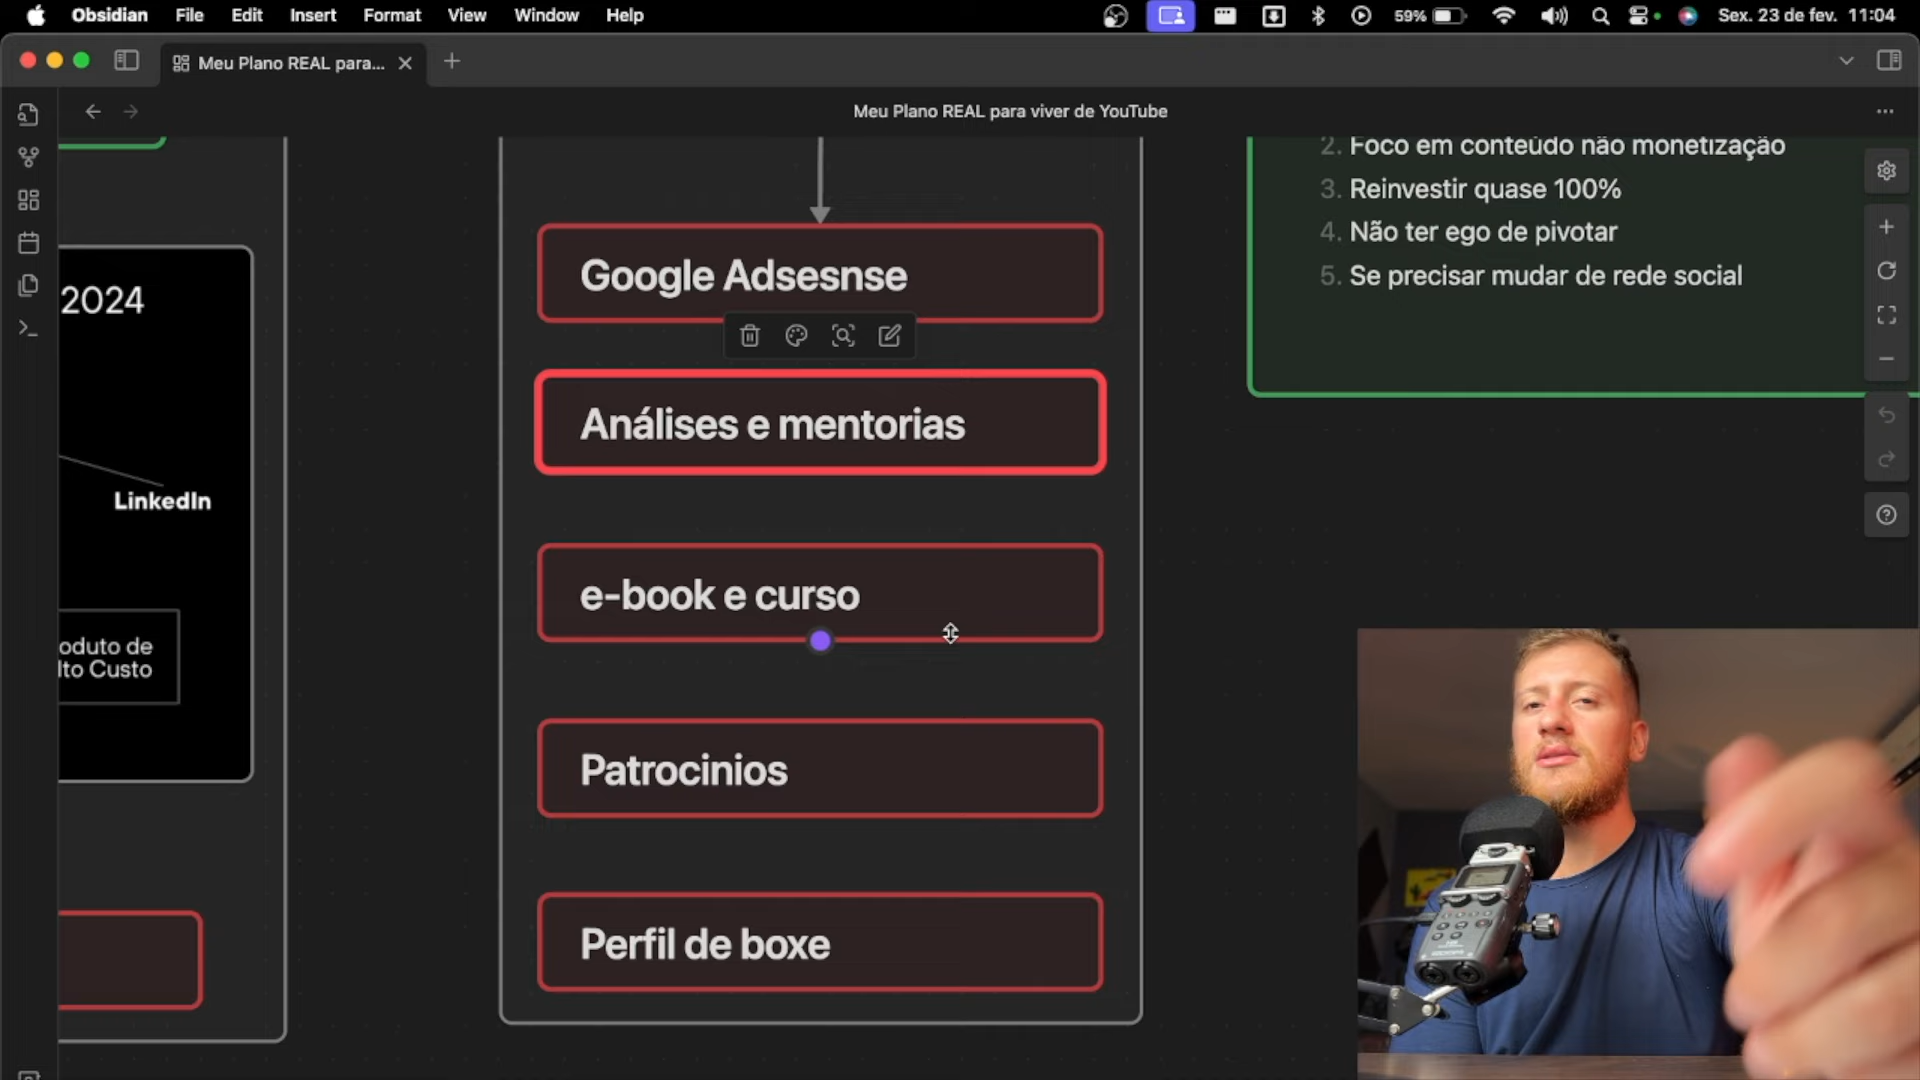 Obsidian File Edit Insert Format View Window Help 59% Sex. 23 de fev. 11:04
Meu Plano REAL para...
Meu Plano REAL para viver de YouTube
2024
LinkedIn
oduto de
lto Custo
Google Adsesnse
Análises e mentorias
e-book e curso
Patrocinios
Perfil de boxe
2. Foco em conteúdo não monetização
3. Reinvestir quase 100%
4. Não ter ego de pivotar
5. Se precisar mudar de rede social